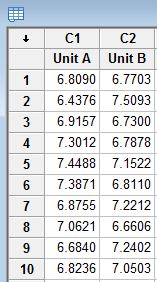 ↓ C1 C2
Unit A Unit B
1 6.8090 6.7703
2 6.4376 7.5093
3 6.9157 6.7300
4 7.3012 6.7878
5 7.4488 7.1522
6 7.3871 6.8110
7 6.8755 7.2212
8 7.0621 6.6606
9 6.6840 7.2402
10 6.8236 7.0503